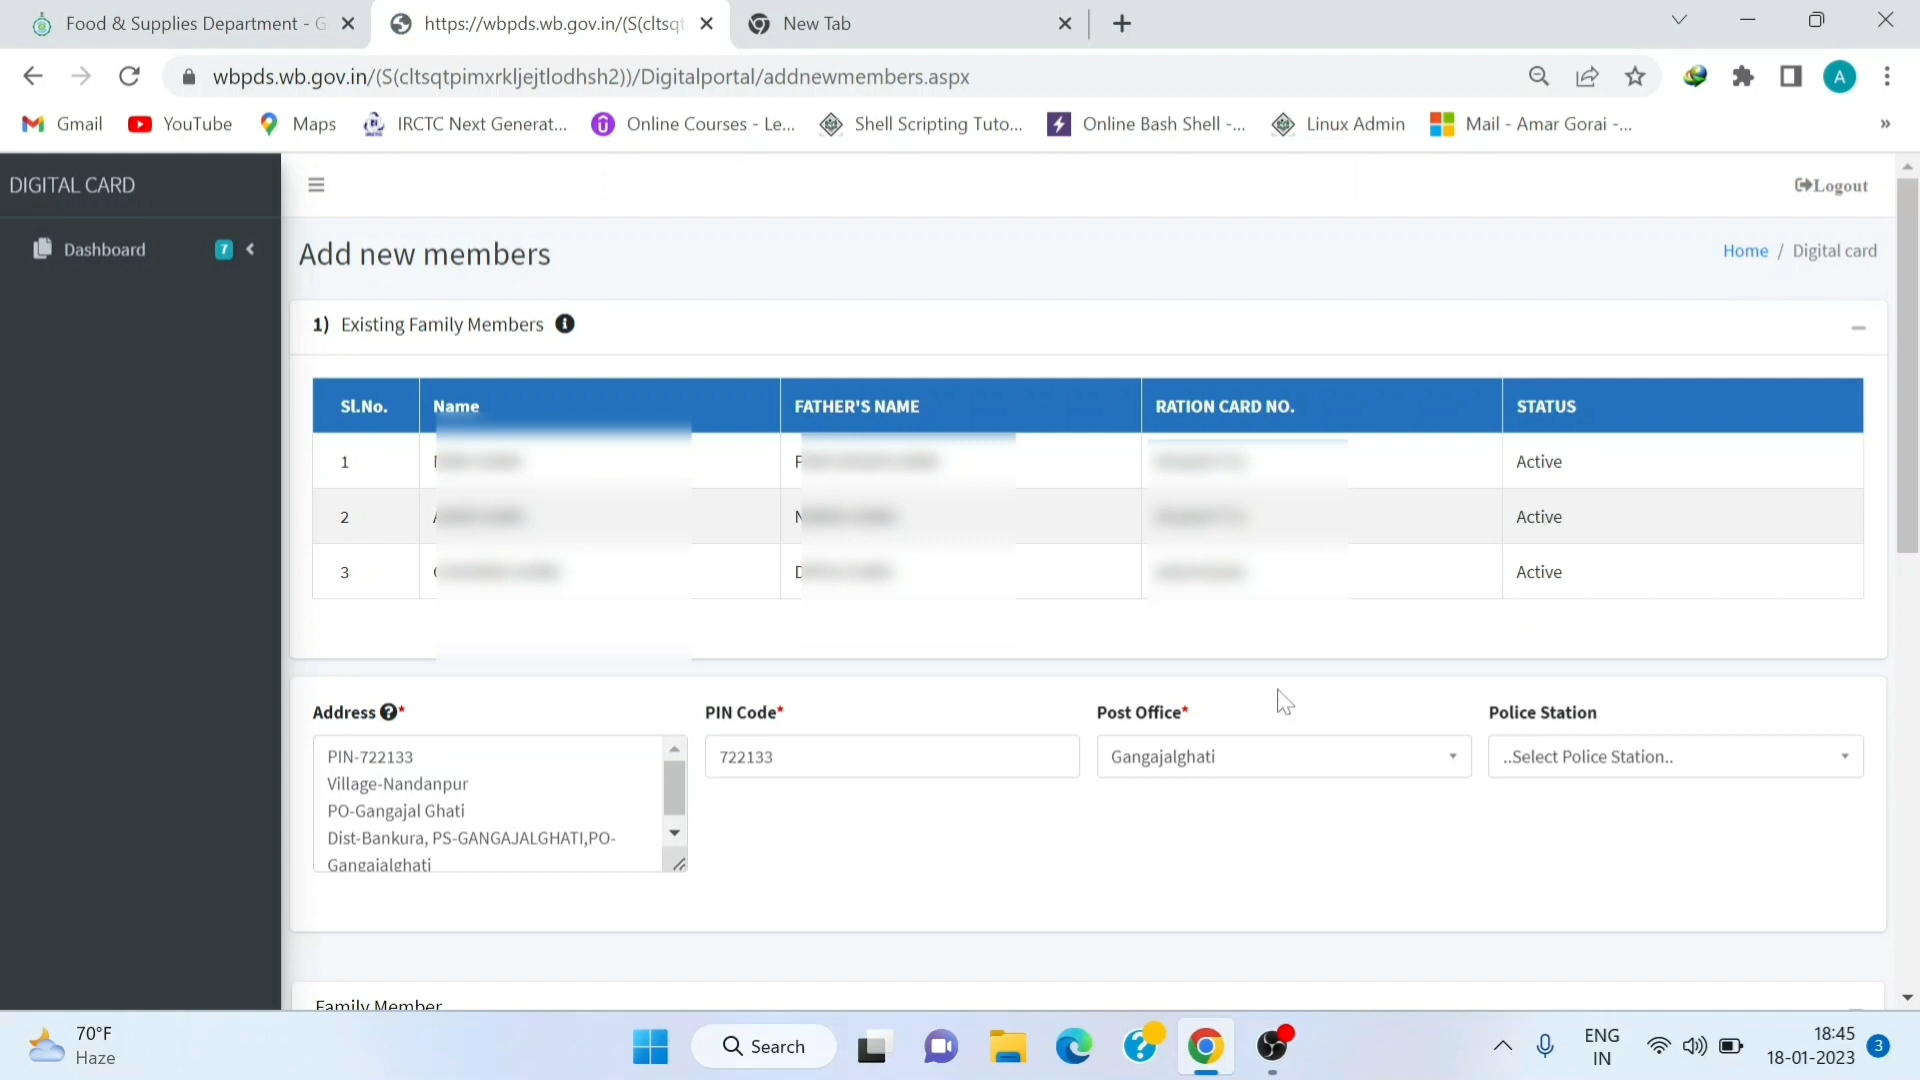 Food & Supplies Department - G
https://wbpds.wb.gov.in/(S(cltsqt
New Tab
wbpds.wb.gov.in/(S(cltsqtpimxrkljejtlodhsh2))/Digitalportal/addnewmembers.aspx
A
Gmail
YouTube
Maps
IRCTC Next Generat...
Online Courses - Le...
Shell Scripting Tuto...
Online Bash Shell -...
Linux Admin
Mail - Amar Gorai -...
»
DIGITAL CARD
Logout
Dashboard
7
Add new members
Home / Digital card
1) Existing Family Members
Sl.No. Name FATHER'S NAME RATION CARD NO. STATUS
1 Active
2 Active
3 Active
Address *
PIN Code*
Post Office*
Police Station
PIN-722133
Village-Nandanpur
PO-Gangajal Ghati
Dist-Bankura, PS-GANGAJALGHATI,PO-
Gangajalghati
722133
Gangajalghati
..Select Police Station..
Family Member
70°F
Haze
Search
ENG
IN
18:45
18-01-2023
3